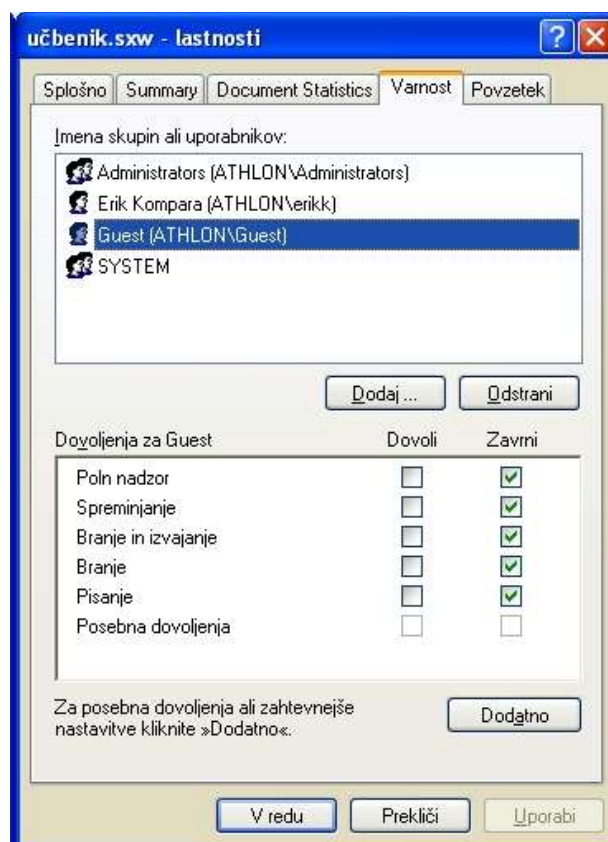 učbenik.sxw - lastnosti
Splošno Summary Document Statistics Varnost Povzetek
Imena skupin ali uporabnikov:
Administrators (ATHLON\Administrators)
Erik Kompara (ATHLON\erikk)
Guest (ATHLON\Guest)
SYSTEM
Dodaj ... Odstrani
Dovoljenja za Guest Dovoli Zavrni
Poln nadzor
Spreminjanje
Branje in izvajanje
Branje
Pisanje
Posebna dovoljenja
Za posebna dovoljenja ali zahtevnejše
nastavitve kliknite »Dodatno«.
Dodatno
V redu Prekliči Uporabi